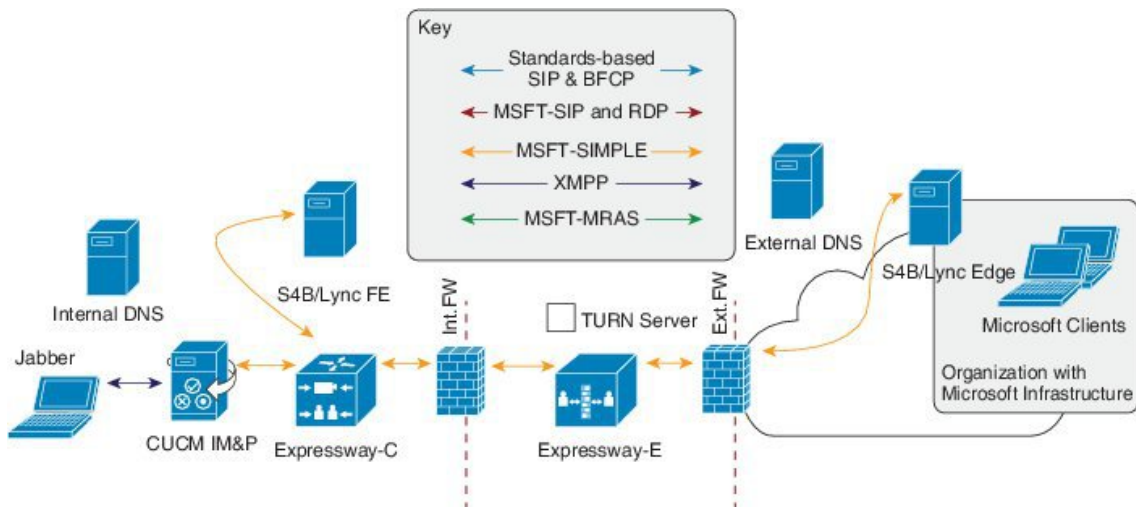 Key
Standards-based
SIP & BFCP
MSFT-SIP and RDP
MSFT-SIMPLE
XMPP
MSFT-MRAS
External DNS
S4B/Lync Edge
Microsoft Clients
Organization with
Microsoft Infrastructure
Internal DNS
S4B/Lync FE
Int.FW
TURN Server
Ext.FW
Jabber
CUCM IM&P
Expressway-C
Expressway-E